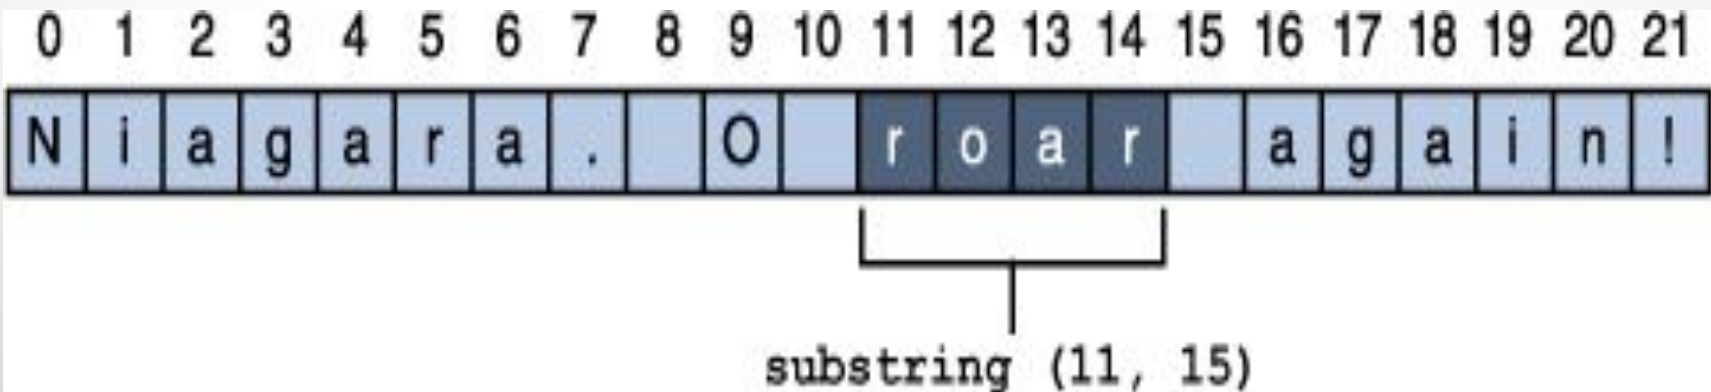 0 1 2 3 4 5 6 7 8 9 10 11 12 13 14 15 16 17 18 19 20 21
N i a g a r a . O r o a r a g a i n !
substring (11, 15)